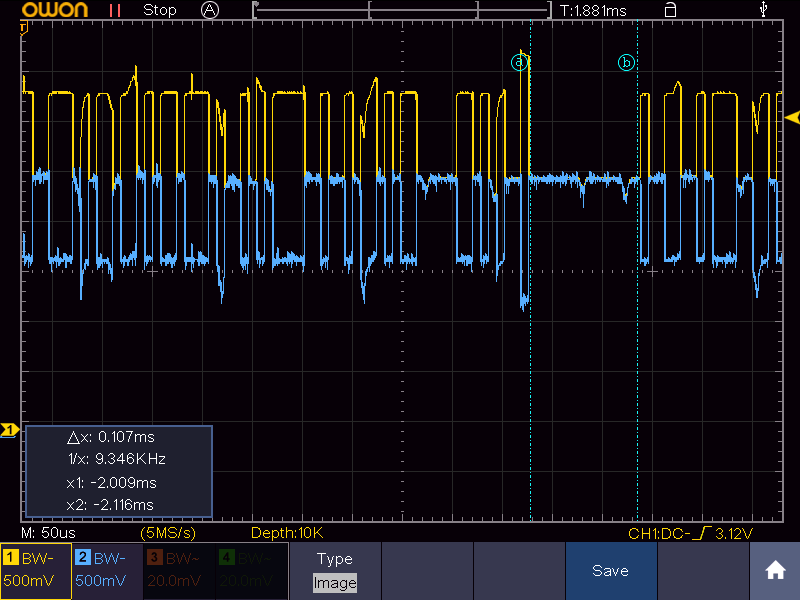 OWON Stop A T:1.881ms
T
a b
1
△x: 0.107ms
1/x: 9.346KHz
x1: -2.009ms
x2: -2.116ms
M: 50us (5MS/s) Depth:10K CH1:DC- 3.12V
1 BW~ 2 BW~ 3 BW~ 4 BW~ Type
500mV 500mV 20.0mV 20.0mV Image Save